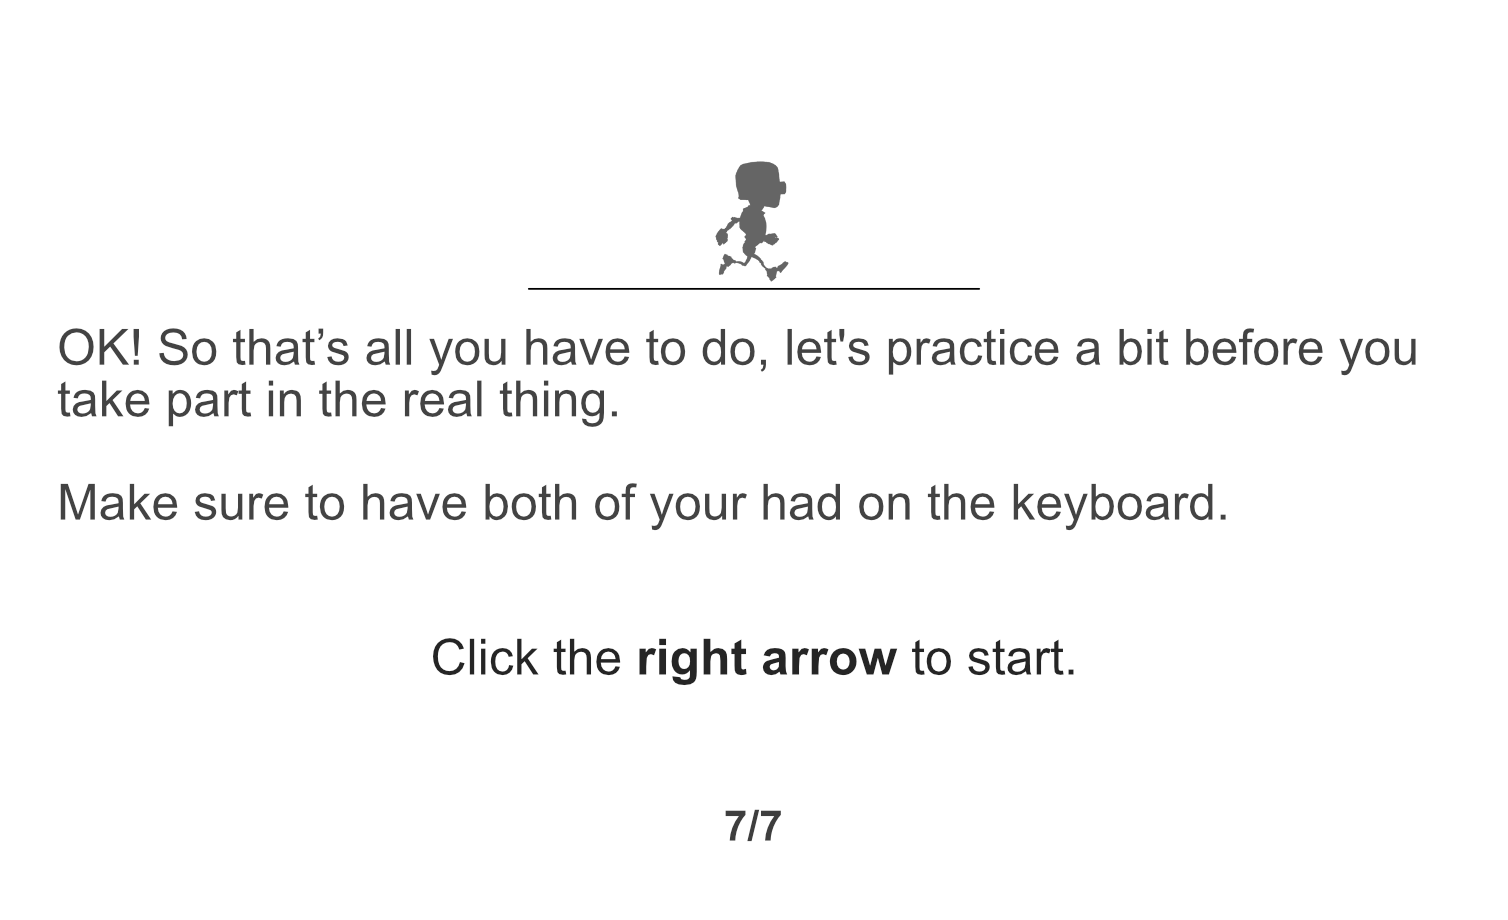 OK! So that’s all you have to do, let's practice a bit before you
take part in the real thing.
Make sure to have both of your had on the keyboard.
Click the right arrow to start.
7/7